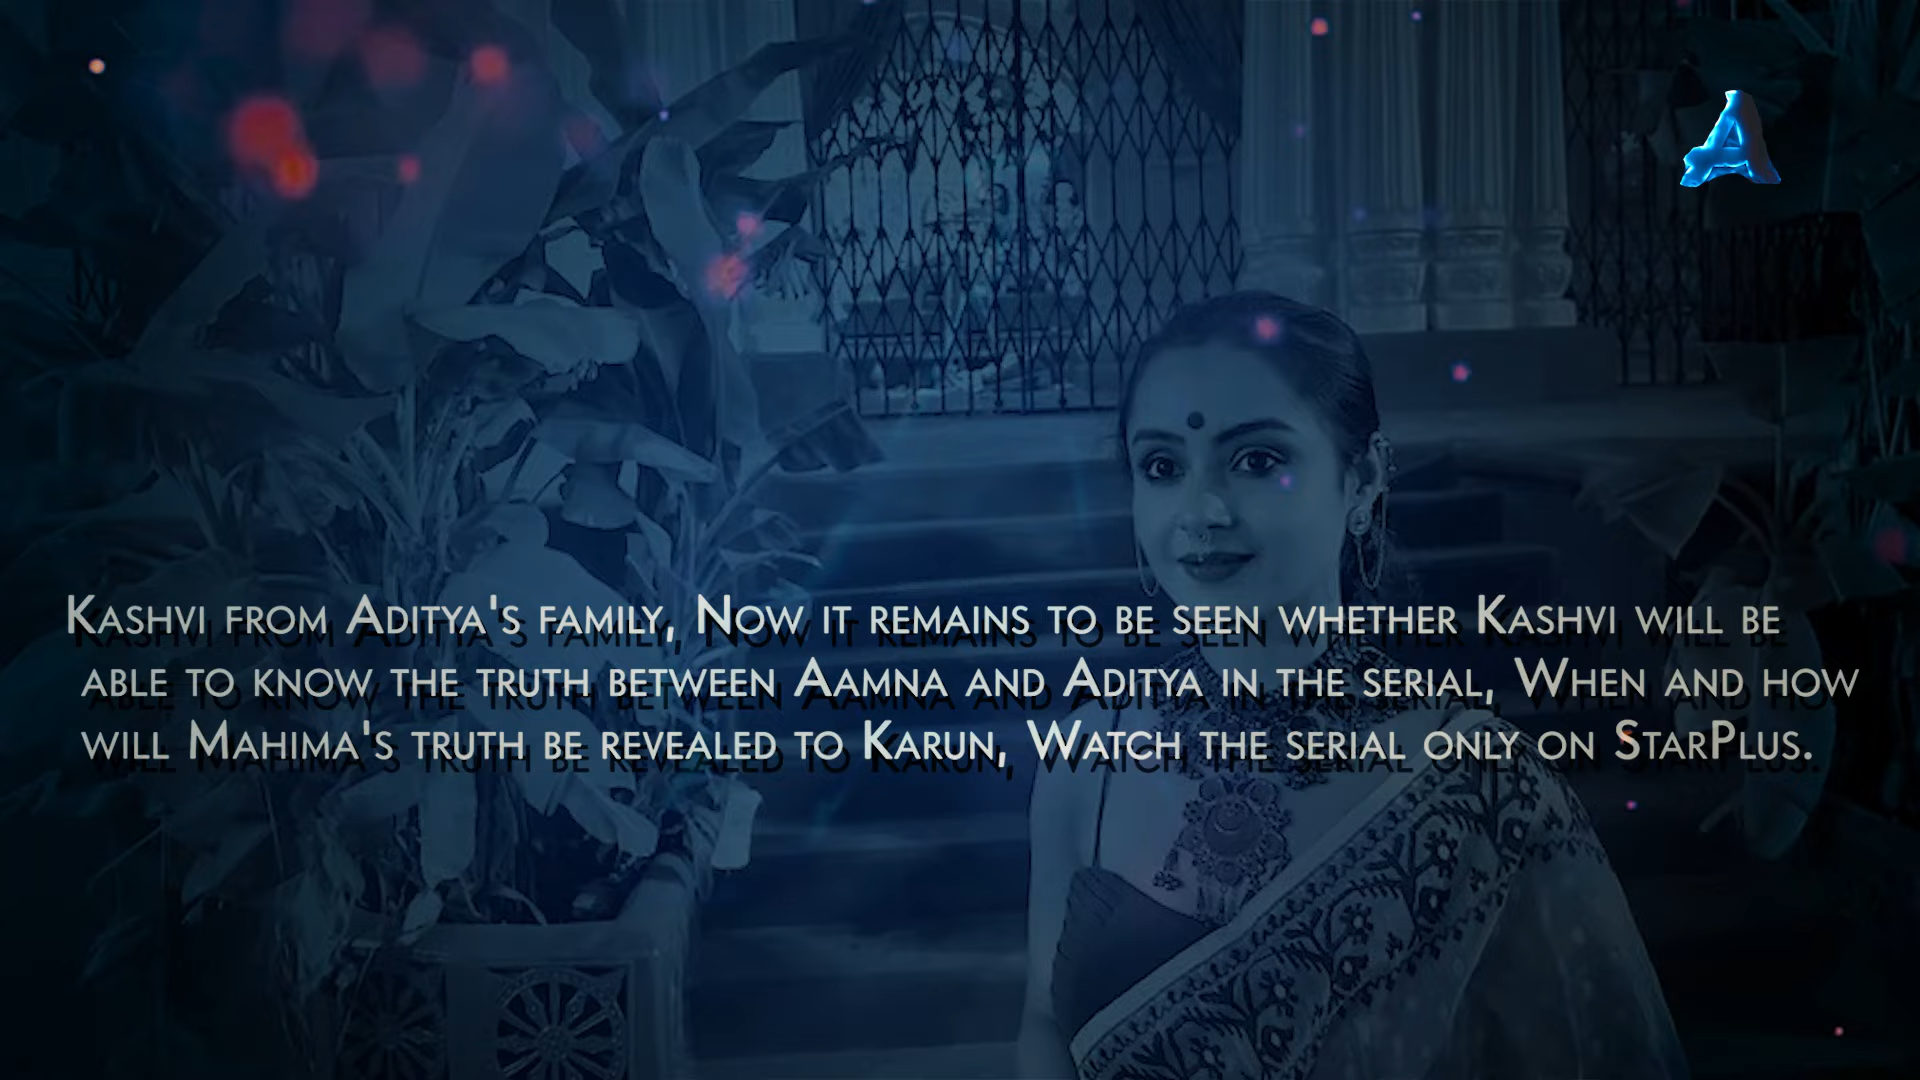 A
Kashvi from Aditya's family, Now it remains to be seen whether Kashvi will be
able to know the truth between Aamna and Aditya in the serial, When and how
will Mahima's truth be revealed to Karun, Watch the serial only on StarPlus.